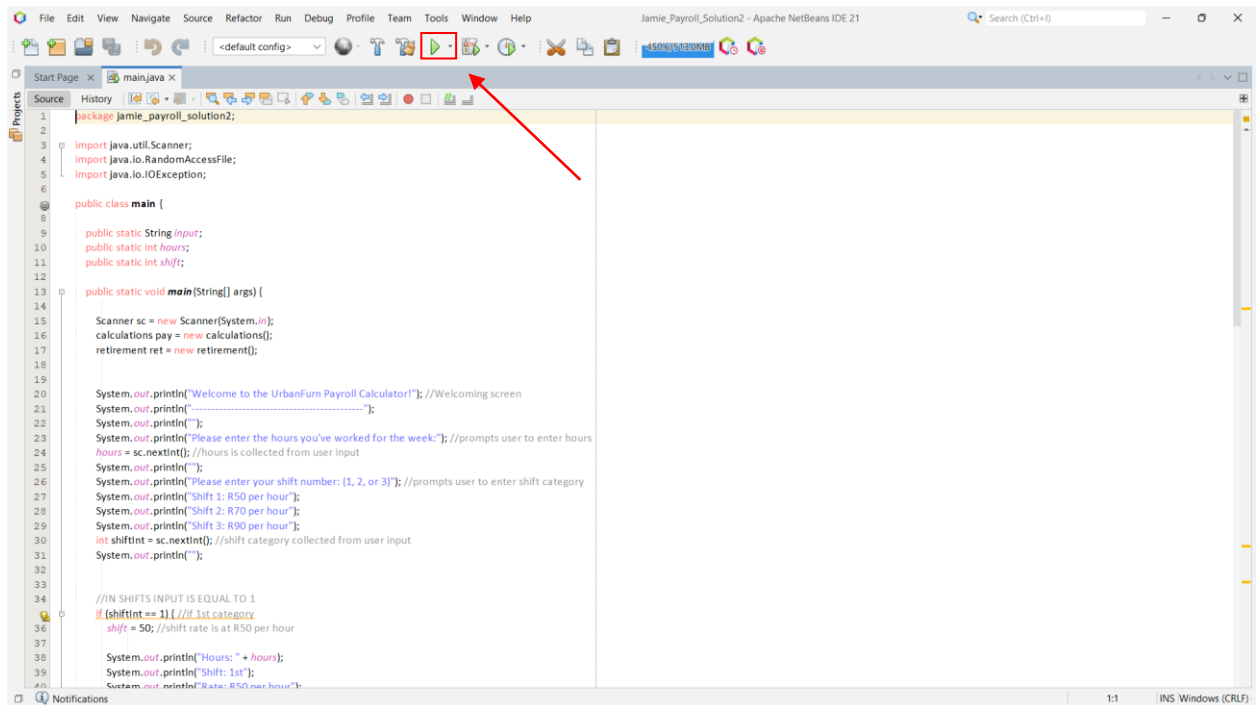 File Edit View Navigate Source Refactor Run Debug Profile Team Tools Window Help Jamie_Payroll_Solution2 - Apache NetBeans IDE 21 Search (Ctrl+I)
<default config> 450.6/513.0MB
Start Page main.java
Source History
Projects
1 package jamie_payroll_solution2;
2
3 import java.util.Scanner;
4 import java.io.RandomAccessFile;
5 import java.io.IOException;
6
public class main {
8
9 public static String input;
10 public static int hours;
11 public static int shift;
12
13 public static void main(String[] args) {
14
15 Scanner sc = new Scanner(System.in);
16 calculations pay = new calculations();
17 retirement ret = new retirement();
18
19
20 System.out.println("Welcome to the UrbanFurn Payroll Calculator!"); //Welcoming screen
21 System.out.println("--------------------------------------------");
22 System.out.println("");
23 System.out.println("Please enter the hours you've worked for the week:"); //prompts user to enter hours
24 hours = sc.nextInt(); //hours is collected from user input
25 System.out.println("");
26 System.out.println("Please enter your shift number: (1, 2, or 3)"); //prompts user to enter shift category
27 System.out.println("Shift 1: R50 per hour");
28 System.out.println("Shift 2: R70 per hour");
29 System.out.println("Shift 3: R90 per hour");
30 int shiftInt = sc.nextInt(); //shift category collected from user input
31 System.out.println("");
32
33
34 //IN SHIFTS INPUT IS EQUAL TO 1
if (shiftInt == 1) { //if 1st category
36 shift = 50; //shift rate is at R50 per hour
37
38 System.out.println("Hours: " + hours);
39 System.out.println("Shift: 1st");
40 System.out.println("Rate: R50 per hour");
Notifications 1:1 INS Windows (CRLF)